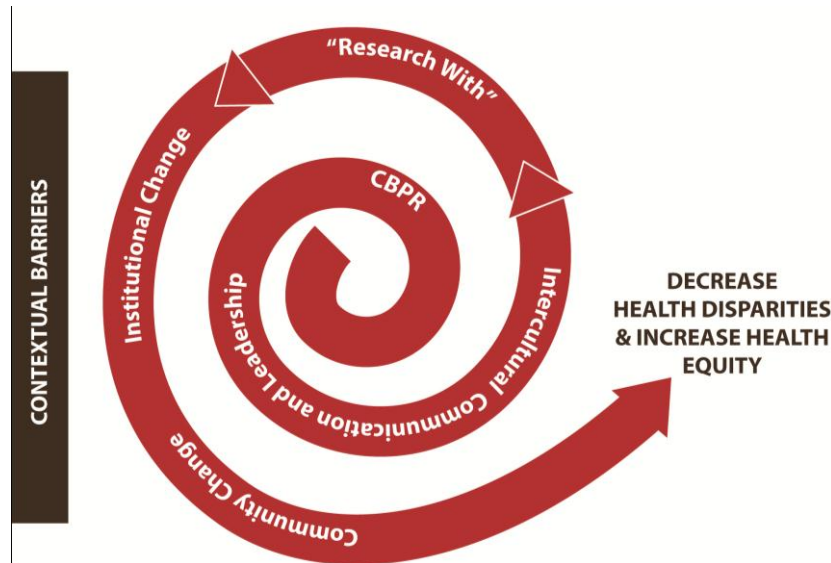 CONTEXTUAL BARRIERS
CBPR
Intercultural Communication and Leadership
“Research With”
Institutional Change
Community Change
DECREASE
HEALTH DISPARITIES
& INCREASE HEALTH
EQUITY